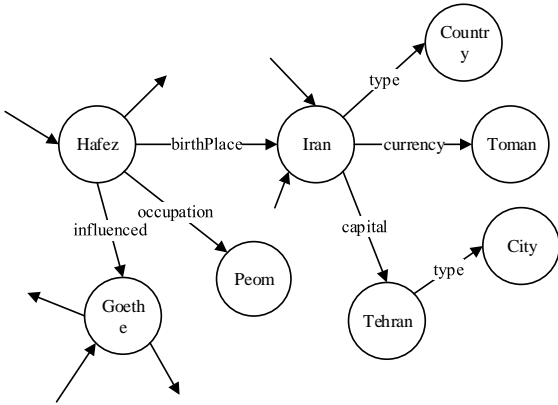 Countr
y
type
Hafez
birthPlace
Iran
currency
Toman
occupation
influenced
capital
City
type
Peom
Goeth
e
Tehran